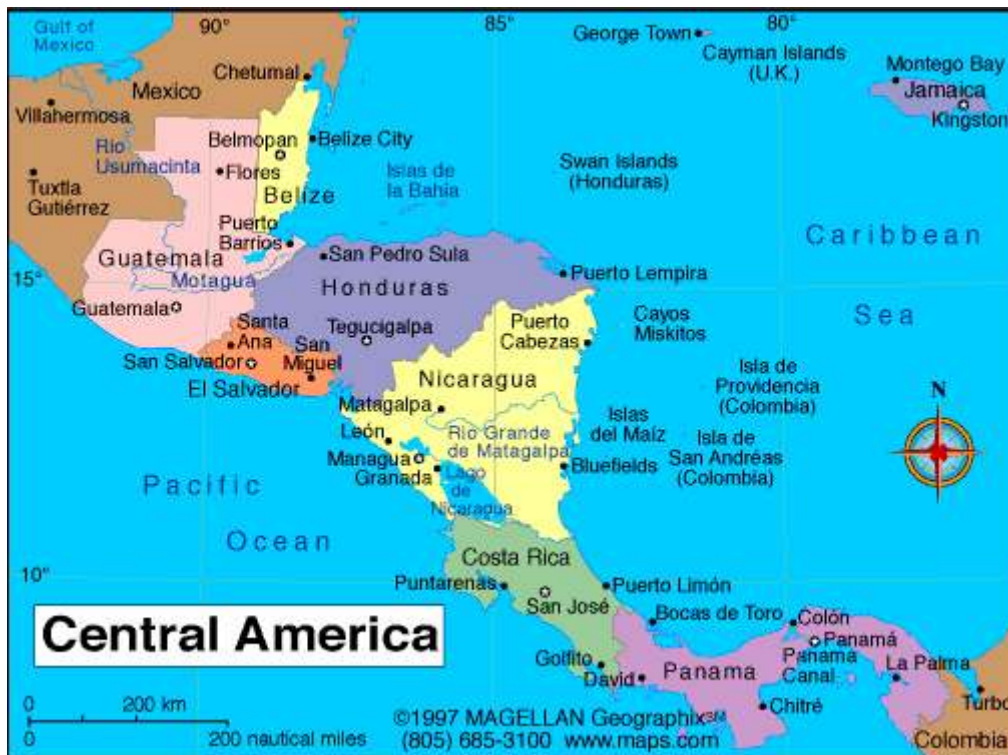 90°
85°
80°
Gulf of
Mexico
George Town
Cayman Islands
(U.K.)
Montego Bay
Jamaica
Kingston
Chetumal
Mexico
Villahermosa
Belmopan
Belize City
Rio
Usumacinta
Flores
Tuxtla
Gutiérrez
Belize
Islas de
la Bahia
Swan Islands
(Honduras)
Puerto
Barrios
Caribbean
Sea
Guatemala
San Pedro Sula
15°
Motagua
Honduras
Puerto Lempira
Guatemala
Santa
Ana
Tegucigalpa
Puerto
Cabezas
Cayos
Miskitos
San
Miguel
San Salvador
El Salvador
Nicaragua
Isla de
Providencia
(Colombia)
N
Matagalpa
León
Rio Grande
de Matagalpa
Islas
del Maíz
Isla de
San Andréas
(Colombia)
Managua
Granada
Bluefields
Lago
de
Nicaragua
Pacific
Ocean
Costa Rica
10°
Puntarenas
Puerto Limón
San José
Bocas de Toro
Colón
Panamá
Central America
Golfito
David
Panama
Panama
Canal
La Palma
Chitré
Turbo
Colombia
0
200 km
0
200 nautical miles
©1997 MAGELLAN Geographix℠
(805) 685-3100 www.maps.com